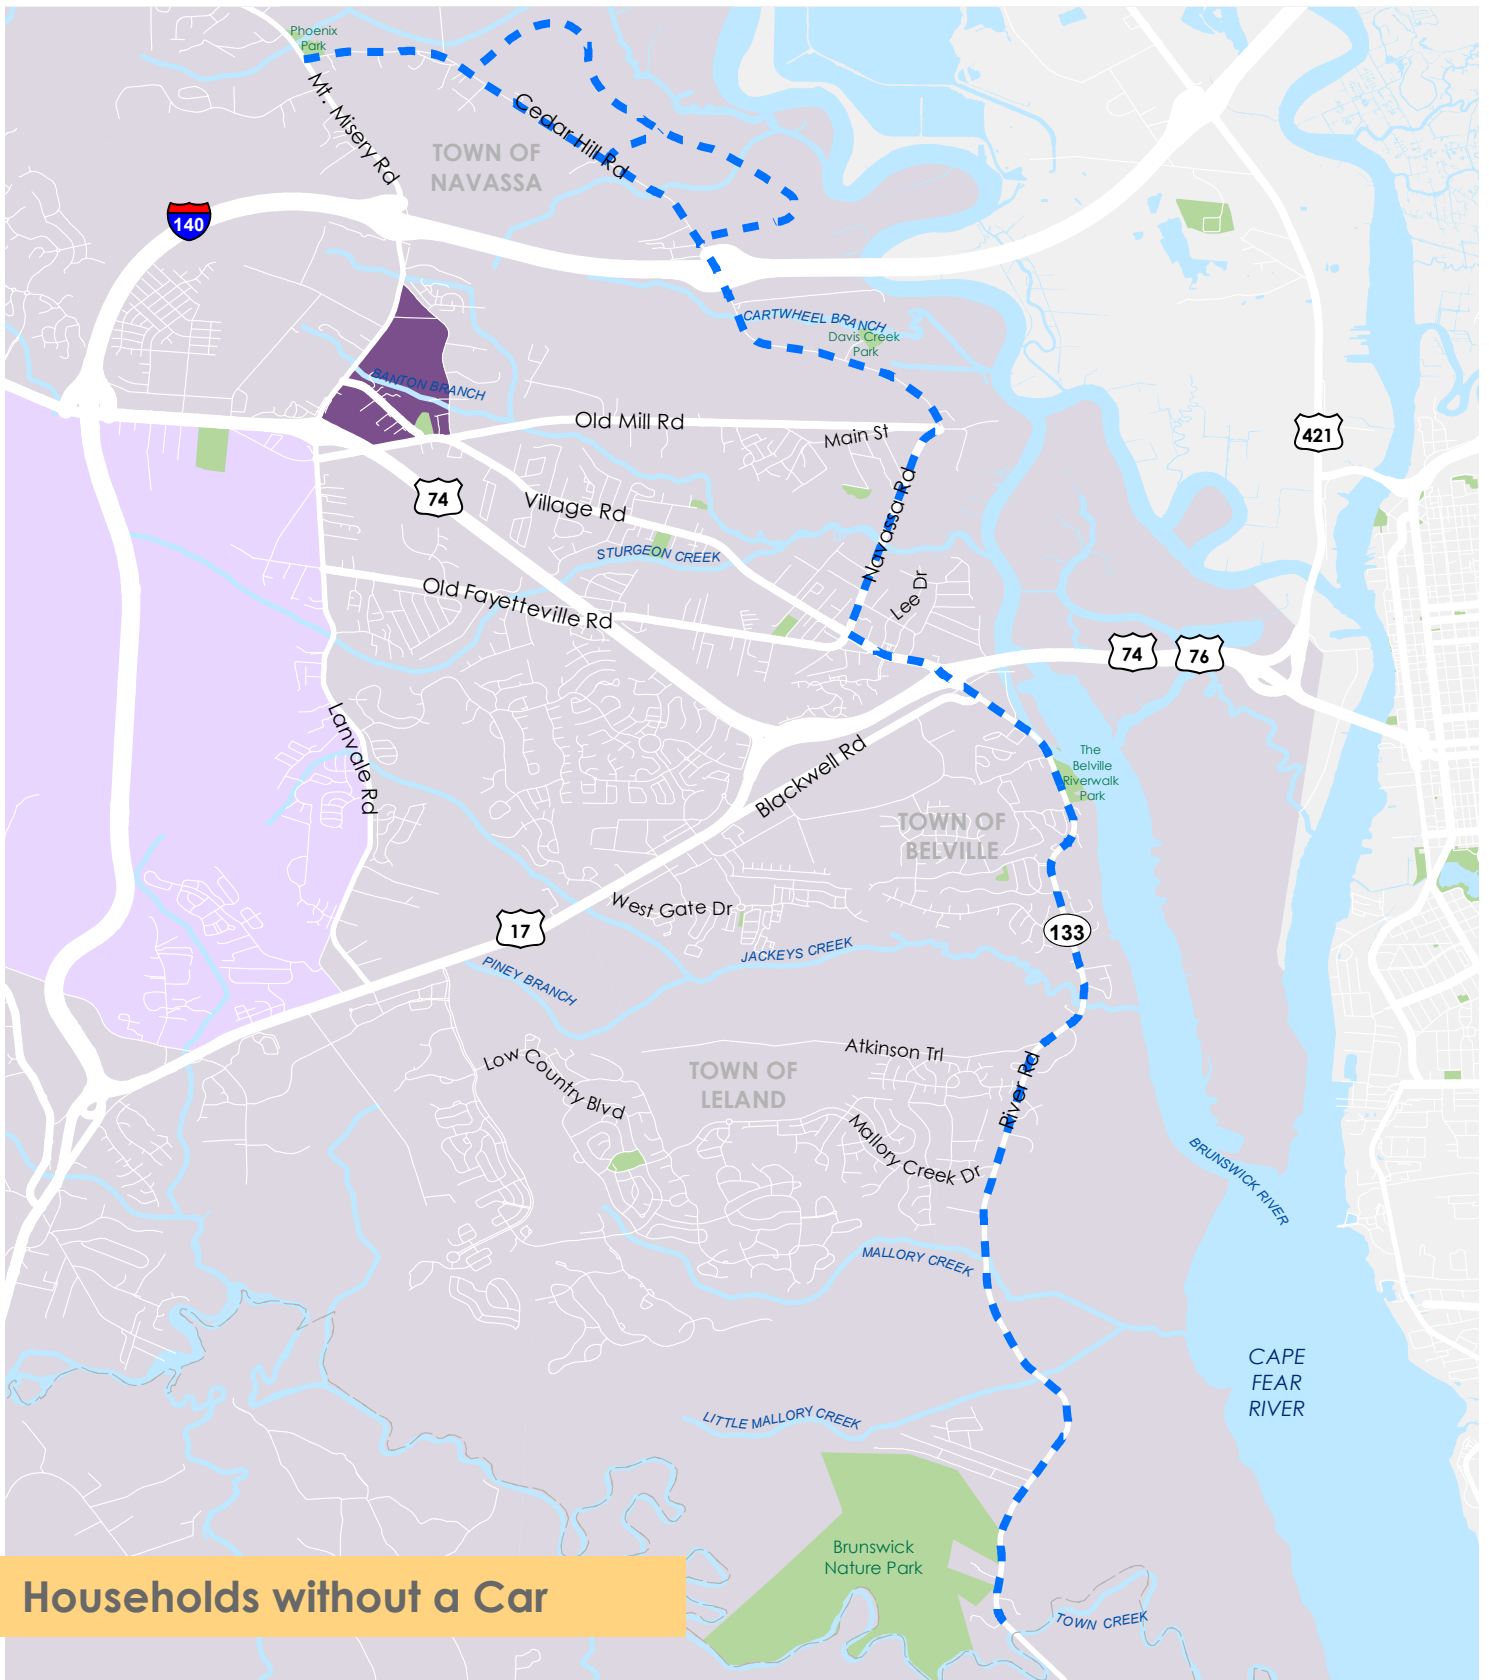 Phoenix
Park
Mt. Misery Rd
Cedar Hill Rd
TOWN OF
NAVASSA
140
CARTWHEEL BRANCH
Davis Creek
Park
BANTON BRANCH
Old Mill Rd
Main St
421
74
Village Rd
Navassa Rd
STURGEON CREEK
Old Fayetteville Rd
Lee Dr
74
76
Lanvale Rd
Blackwell Rd
The
Belville
Riverwalk
Park
TOWN OF
BELVILLE
West Gate Dr
17
133
JACKEYS CREEK
PINEY BRANCH
Low Country Blvd
TOWN OF
LELAND
Atkinson Trl
River Rd
Mallory Creek Dr
BRUNSWICK RIVER
MALLORY CREEK
CAPE
FEAR
RIVER
LITTLE MALLORY CREEK
Brunswick
Nature Park
Households without a Car
TOWN CREEK